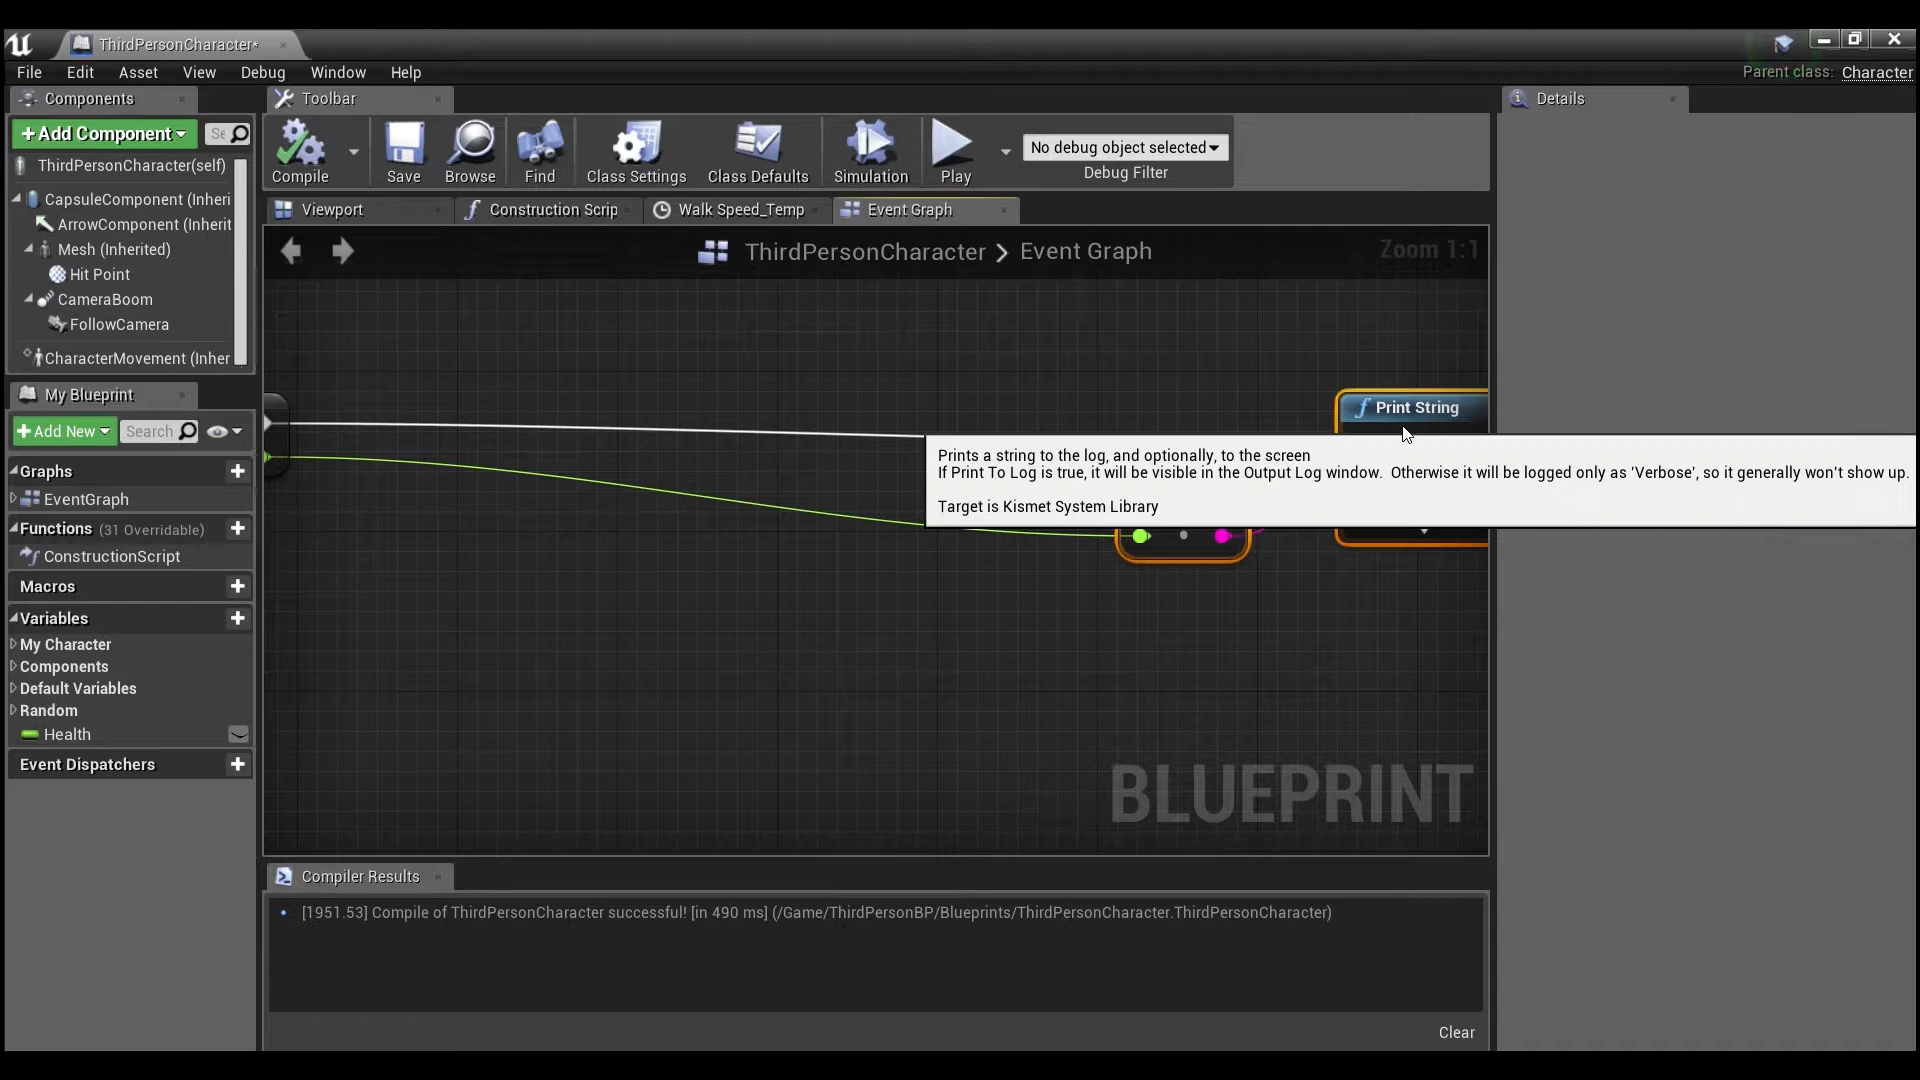 ThirdPersonCharacter*
File Edit Asset View Debug Window Help
Parent class: Character
Components
Toolbar
Details
+Add Component
Se
Compile
Save
Browse
Find
Class Settings
Class Defaults
Simulation
Play
No debug object selected
Debug Filter
ThirdPersonCharacter(self)
CapsuleComponent (Inheri
ArrowComponent (Inherit
Mesh (Inherited)
Hit Point
CameraBoom
FollowCamera
CharacterMovement (Inher
Viewport
Construction Scrip
Walk Speed_Temp
Event Graph
ThirdPersonCharacter > Event Graph
Zoom 1:1
My Blueprint
+Add New
Search
Graphs
EventGraph
Functions (31 Overridable)
ConstructionScript
Macros
Variables
My Character
Components
Default Variables
Random
Health
Event Dispatchers
Print String
Prints a string to the log, and optionally, to the screen
If Print To Log is true, it will be visible in the Output Log window. Otherwise it will be logged only as 'Verbose', so it generally won't show up.
Target is Kismet System Library
BLUEPRINT
Compiler Results
[1951.53] Compile of ThirdPersonCharacter successful! [in 490 ms] (/Game/ThirdPersonBP/Blueprints/ThirdPersonCharacter.ThirdPersonCharacter)
Clear